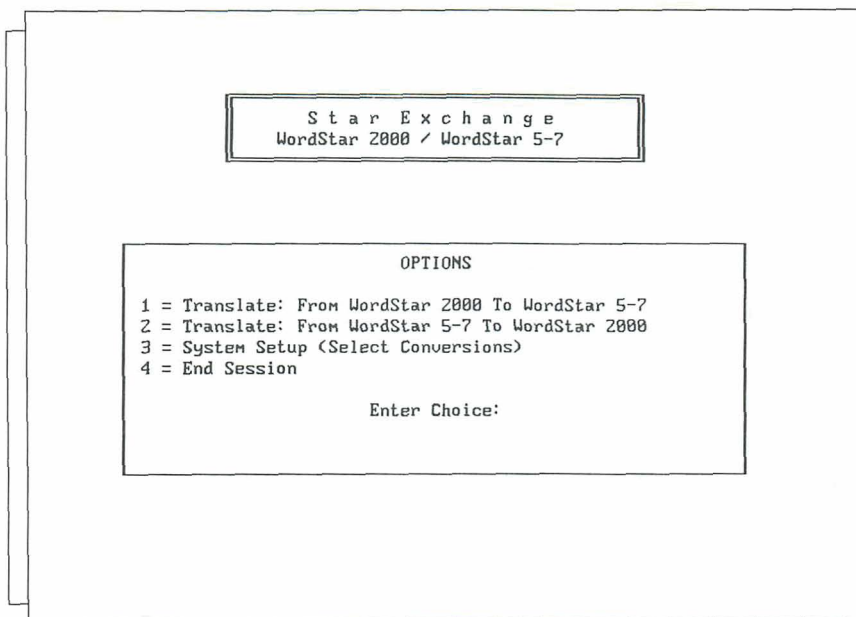 S t a r  E x c h a n g e
WordStar 2000 / WordStar 5-7
OPTIONS
1 = Translate: From WordStar 2000 To WordStar 5-7
2 = Translate: From WordStar 5-7 To WordStar 2000
3 = System Setup (Select Conversions)
4 = End Session
Enter Choice: